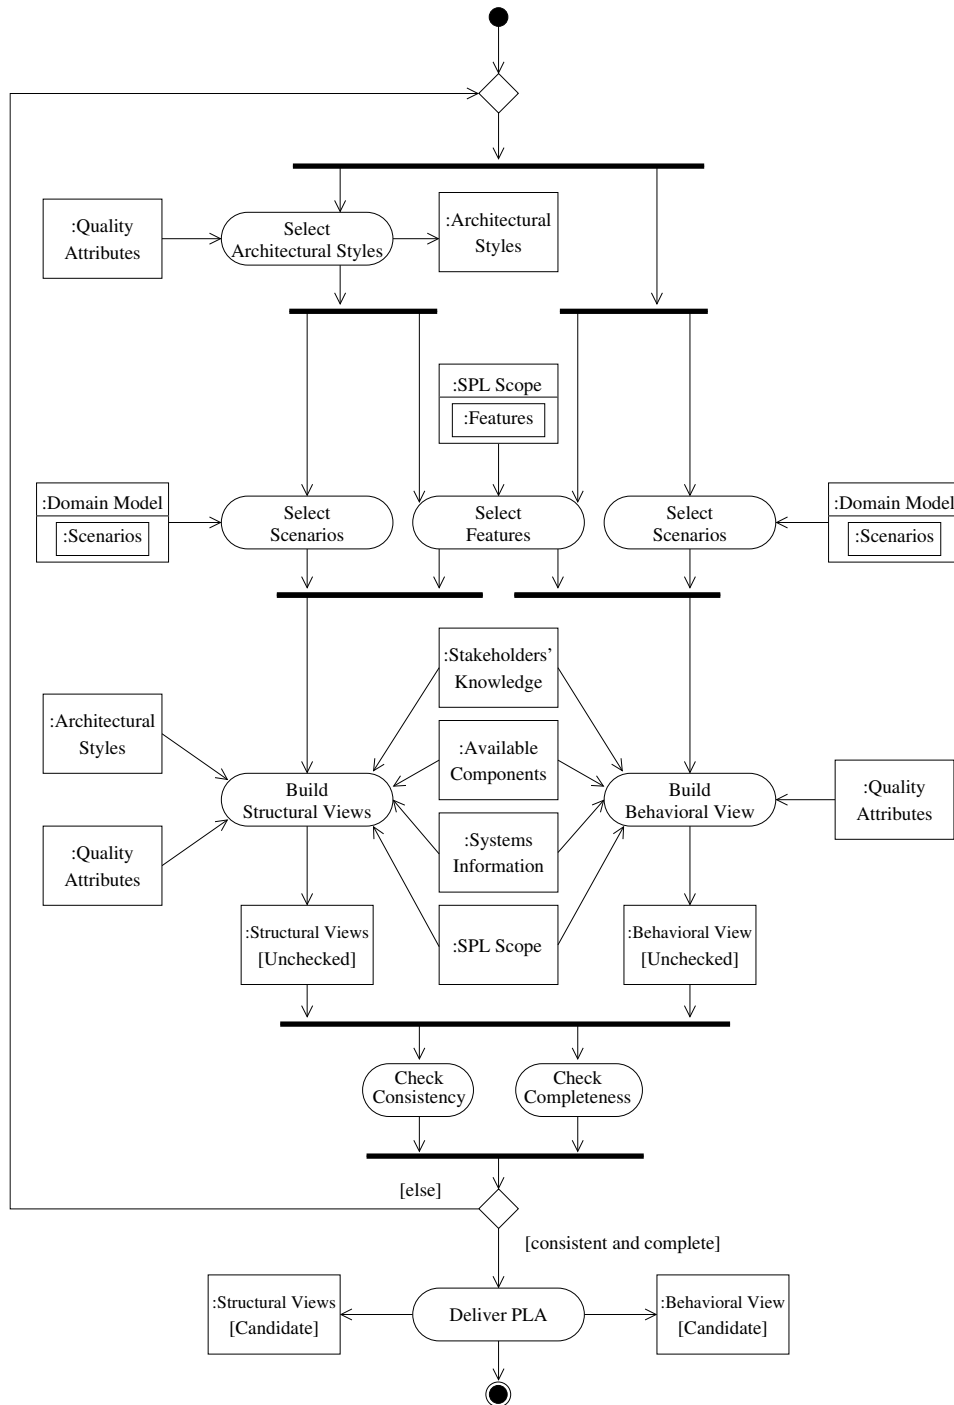 :Quality
Attributes
Select
Architectural Styles
:Architectural
Styles
:SPL Scope
:Features
:Domain Model
:Scenarios
Select
Scenarios
Select
Features
Select
Scenarios
:Domain Model
:Scenarios
:Stakeholders’
Knowledge
:Architectural
Styles
:Available
Components
Build
Structural Views
Build
Behavioral View
:Quality
Attributes
:Quality
Attributes
:Systems
Information
:Structural Views
[Unchecked]
:SPL Scope
:Behavioral View
[Unchecked]
Check
Consistency
Check
Completeness
[else]
[consistent and complete]
:Structural Views
[Candidate]
Deliver PLA
:Behavioral View
[Candidate]